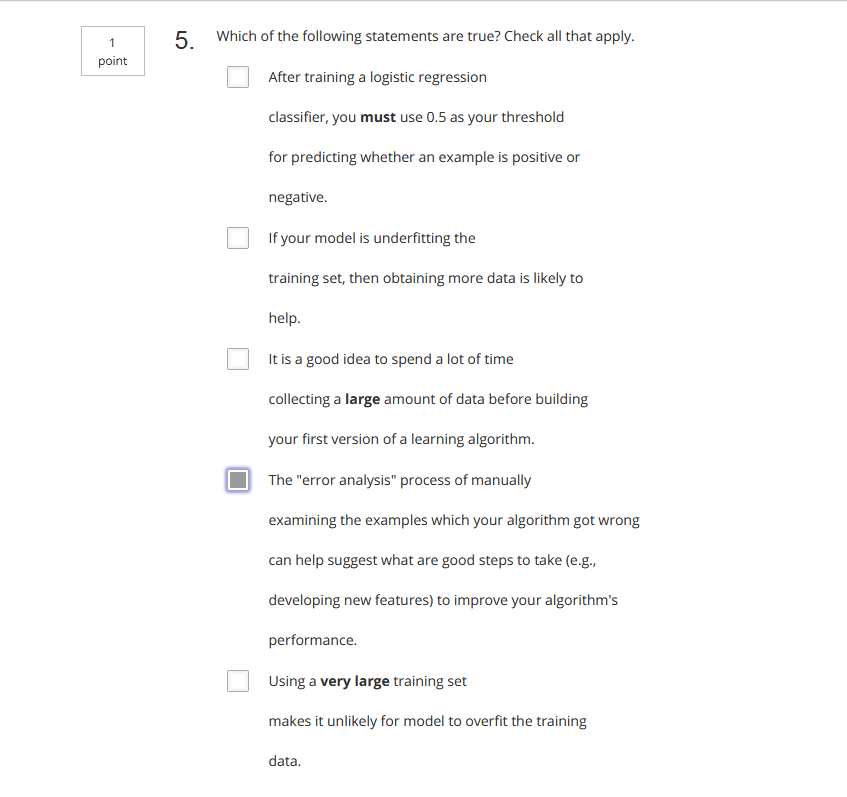 1
point
5.
Which of the following statements are true? Check all that apply.
After training a logistic regression
classifier, you must use 0.5 as your threshold
for predicting whether an example is positive or
negative.
If your model is underfitting the
training set, then obtaining more data is likely to
help.
It is a good idea to spend a lot of time
collecting a large amount of data before building
your first version of a learning algorithm.
The "error analysis" process of manually
examining the examples which your algorithm got wrong
can help suggest what are good steps to take (e.g.,
developing new features) to improve your algorithm's
performance.
Using a very large training set
makes it unlikely for model to overfit the training
data.